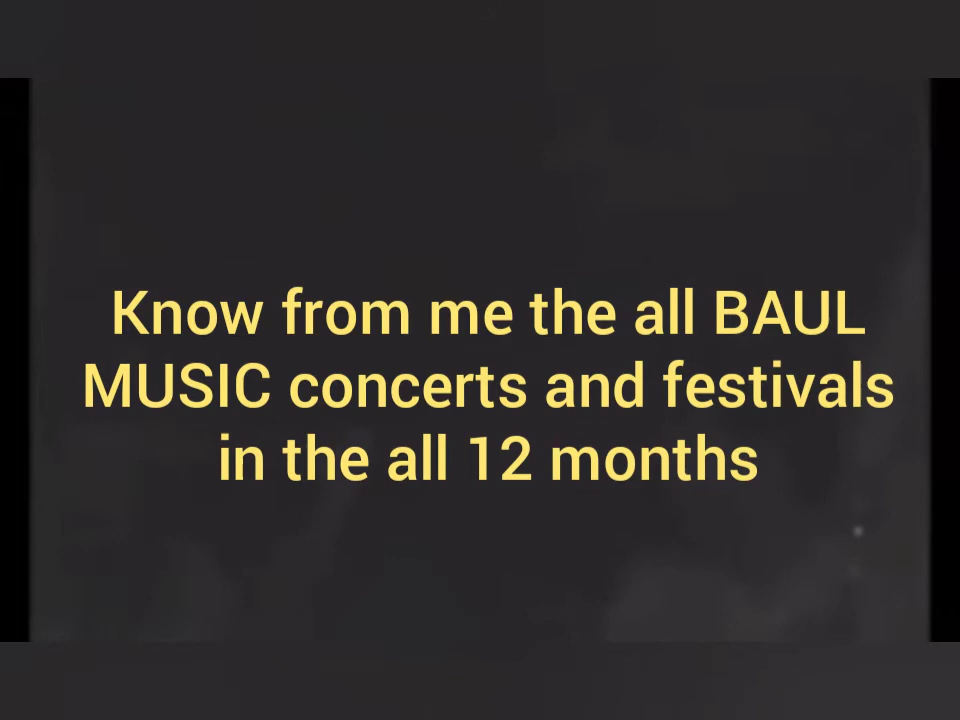 Know from me the all BAUL
MUSIC concerts and festivals
in the all 12 months